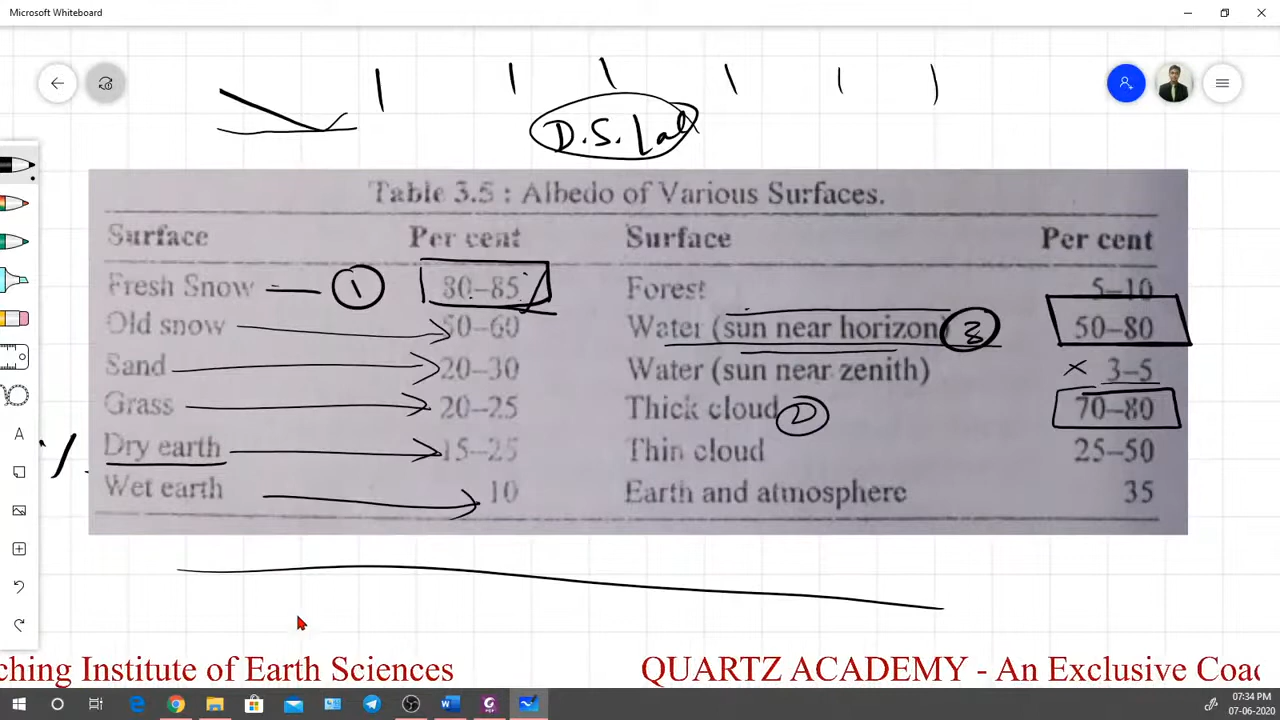 Microsoft Whiteboard
D.S. Lal
Table 3.5 : Albedo of Various Surfaces.
Surface Per cent Surface Per cent
Fresh Snow 1 80–85 Forest 5–10
Old snow 50–60 Water (sun near horizon) 3 50–80
Sand 20–30 Water (sun near zenith) × 3–5
Grass 20–25 Thick cloud 2 70–80
Dry earth 15–25 Thin cloud 25–50
Wet earth 10 Earth and atmosphere 35
ching Institute of Earth Sciences QUARTZ ACADEMY - An Exclusive Coac
07:34 PM
07-06-2020